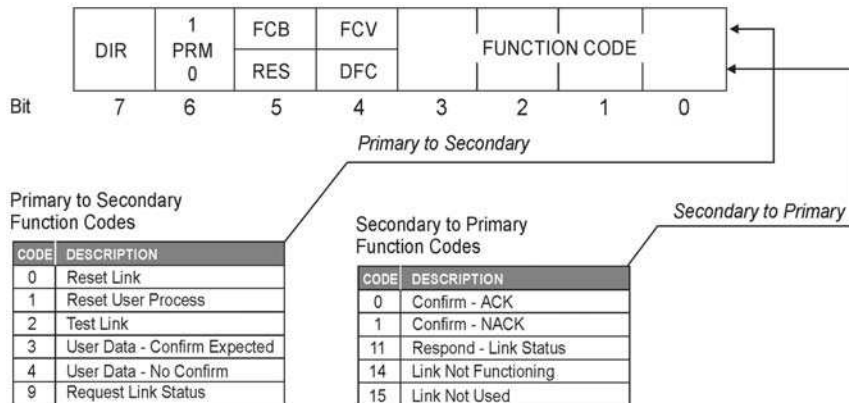 DIR 1 PRM 0 FCB FCV FUNCTION CODE
RES DFC
Bit 7 6 5 4 3 2 1 0
Primary to Secondary
Primary to Secondary
Function Codes
CODE DESCRIPTION
0 Reset Link
1 Reset User Process
2 Test Link
3 User Data - Confirm Expected
4 User Data - No Confirm
9 Request Link Status
Secondary to Primary
Secondary to Primary
Function Codes
CODE DESCRIPTION
0 Confirm - ACK
1 Confirm - NACK
11 Respond - Link Status
14 Link Not Functioning
15 Link Not Used